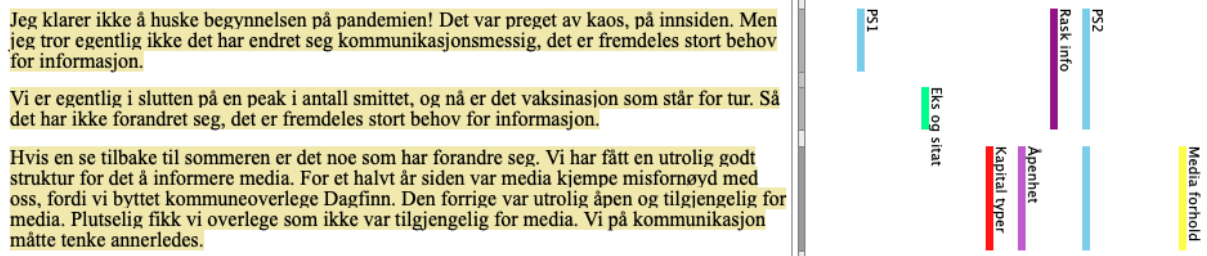 Jeg klarer ikke å huske begynnelsen på pandemien! Det var preget av kaos, på innsiden. Men
jeg tror egentlig ikke det har endret seg kommunikasjonsmessig, det er fremdeles stort behov
for informasjon.
Vi er egentlig i slutten på en peak i antall smittet, og nå er det vaksinasjon som står for tur. Så
det har ikke forandret seg, det er fremdeles stort behov for informasjon.
Hvis en se tilbake til sommeren er det noe som har forandre seg. Vi har fått en utrolig godt
struktur for det å informere media. For et halvt år siden var media kjempe misfornøyd med
oss, fordi vi byttet kommuneoverlege Dagfinn. Den forrige var utrolig åpen og tilgjengelig for
media. Plutselig fikk vi overlege som ikke var tilgjengelig for media. Vi på kommunikasjon
måtte tenke annerledes.
PS1
Eks og sitat
Kapital typer
Åpenhet
Rask info
PS2
Media forhold